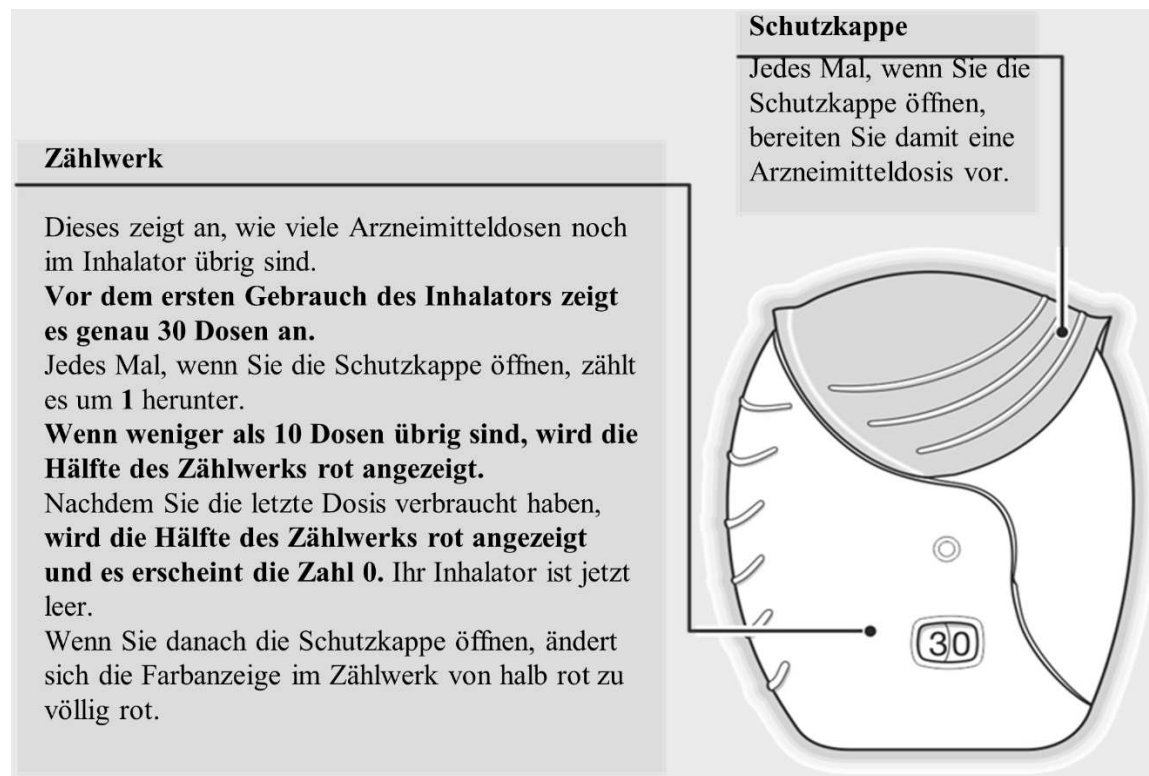 Schutzkappe
Jedes Mal, wenn Sie die
Schutzkappe öffnen,
bereiten Sie damit eine
Arzneimitteldosis vor.
Zählwerk
Dieses zeigt an, wie viele Arzneimitteldosen noch
im Inhalator übrig sind.
Vor dem ersten Gebrauch des Inhalators zeigt
es genau 30 Dosen an.
Jedes Mal, wenn Sie die Schutzkappe öffnen, zählt
es um 1 herunter.
Wenn weniger als 10 Dosen übrig sind, wird die
Hälfte des Zählwerks rot angezeigt.
Nachdem Sie die letzte Dosis verbraucht haben,
wird die Hälfte des Zählwerks rot angezeigt
und es erscheint die Zahl 0. Ihr Inhalator ist jetzt
leer.
Wenn Sie danach die Schutzkappe öffnen, ändert
sich die Farbanzeige im Zählwerk von halb rot zu
völlig rot.
30